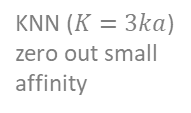 KNN (𝐾 = 3𝑘𝑎)
zero out small
affinity